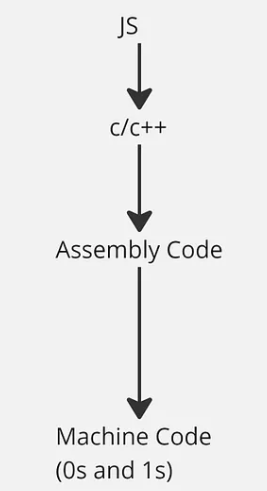 JS
c/c++
Assembly Code
Machine Code
(0s and 1s)